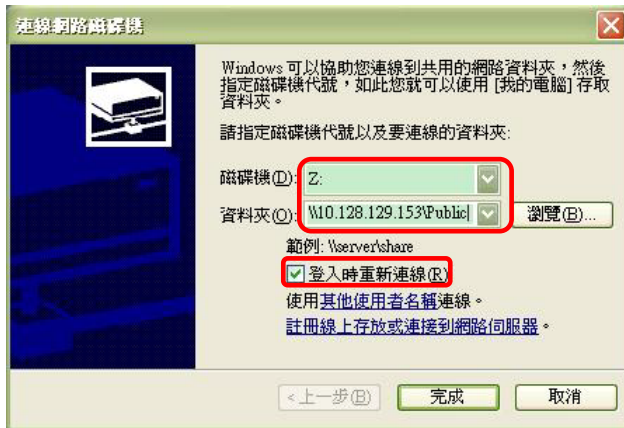 連線網路磁碟機
Windows 可以協助您連線到共用的網路資料夾，然後
指定磁碟機代號，如此您就可以使用 [我的電腦] 存取
資料夾。
請指定磁碟機代號以及要連線的資料夾:
磁碟機(D): Z:
資料夾(O): \\10.128.129.153\Public 瀏覽(B)...
範例: \\server\share
登入時重新連線(R)
使用其他使用者名稱連線。
註冊線上存放或連接到網路伺服器。
<上一步(B) 完成 取消